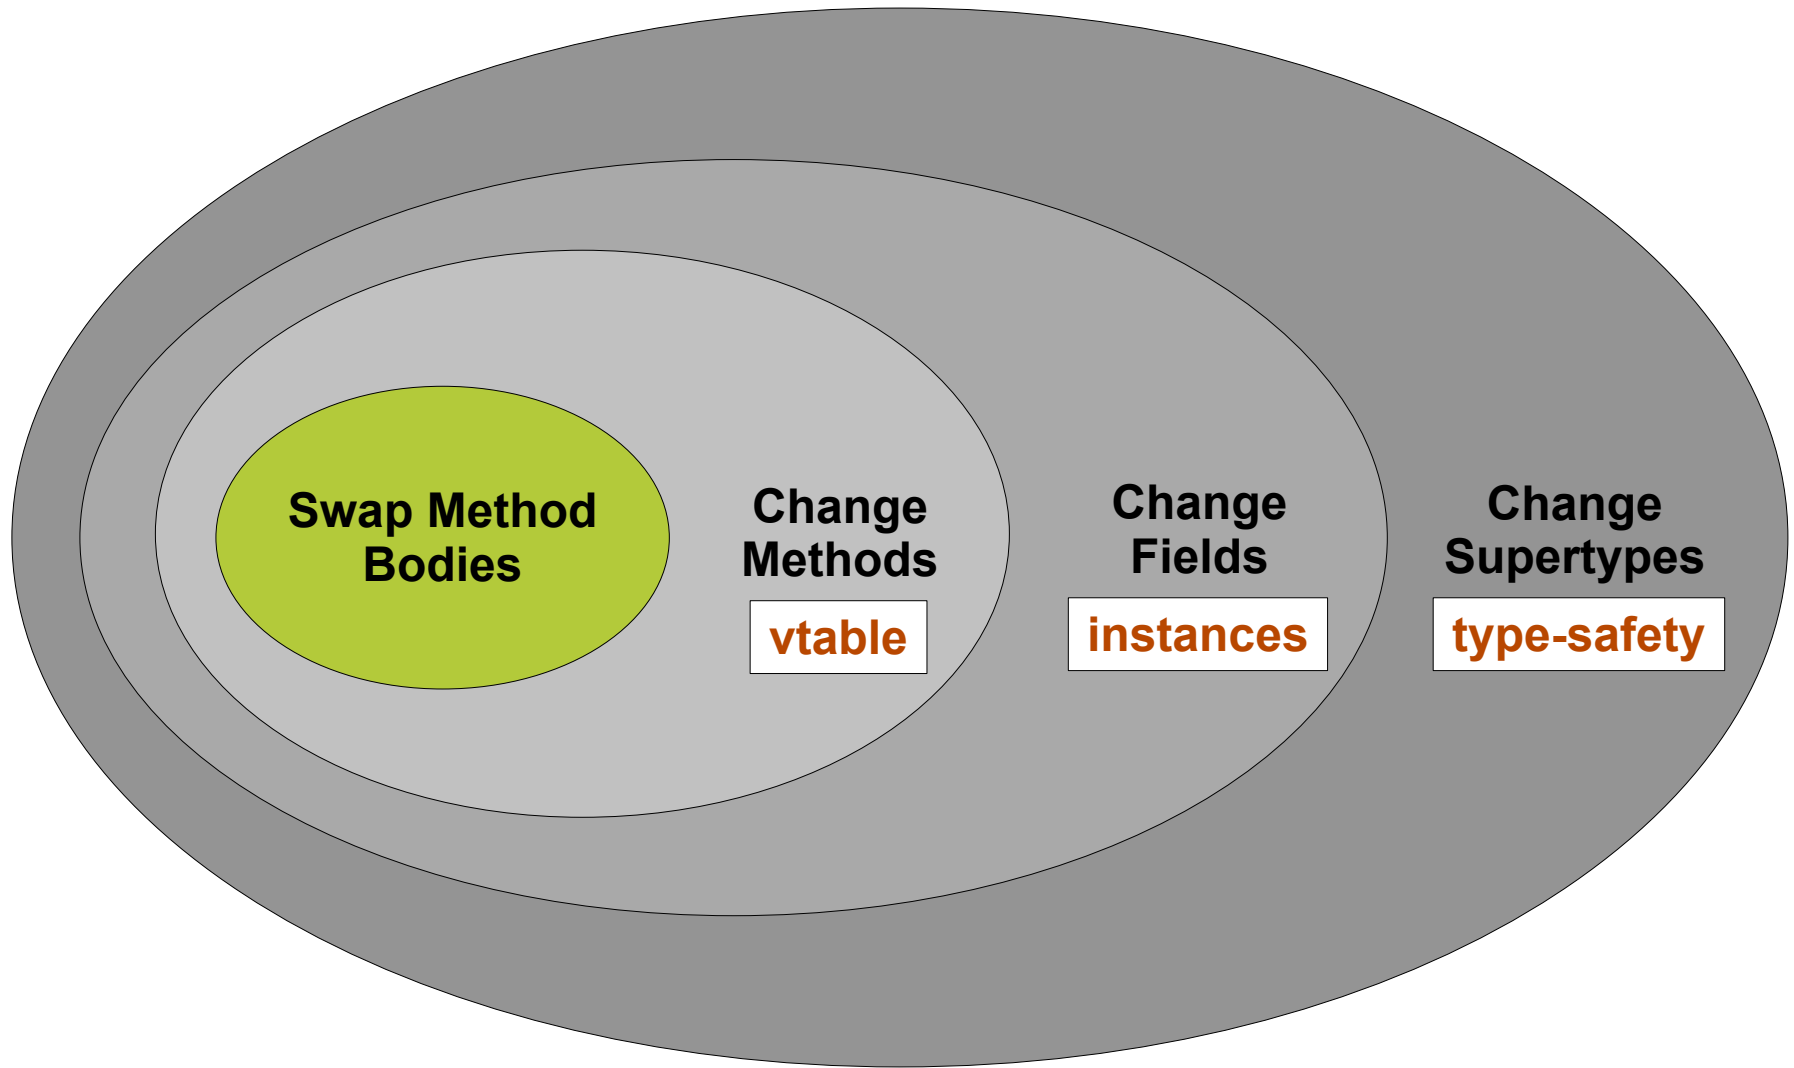 Swap Method
Bodies
Change
Methods
vtable
Change
Fields
instances
Change
Supertypes
type-safety